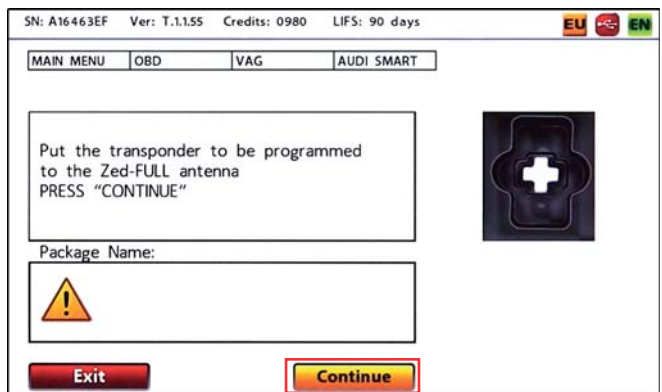 SN: A16463EF Ver: T.1.1.55 Credits: 0980 LIFS: 90 days EU EN
MAIN MENU OBD VAG AUDI SMART
Put the transponder to be programmed
to the Zed-FULL antenna
PRESS “CONTINUE”
Package Name:
Exit Continue